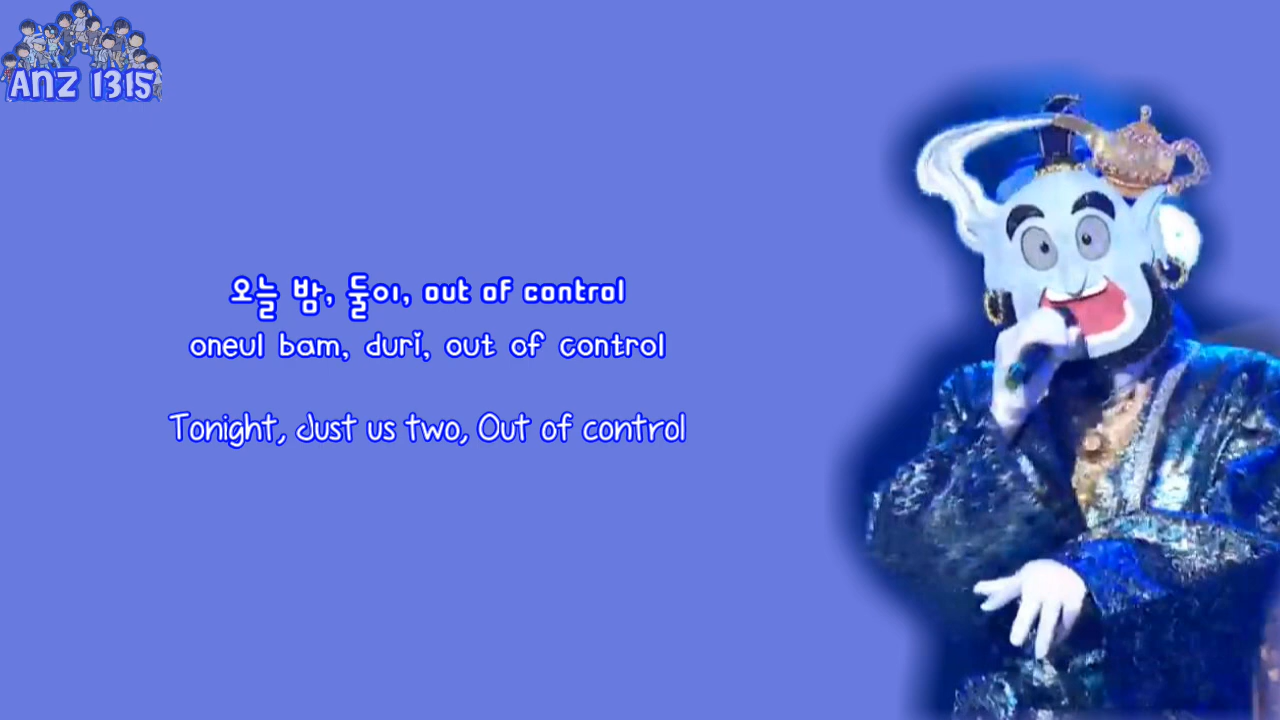 ANZ 1315
오늘 밤, 둘이, out of control
oneul bam, duri, out of control
Tonight, Just us two, Out of control